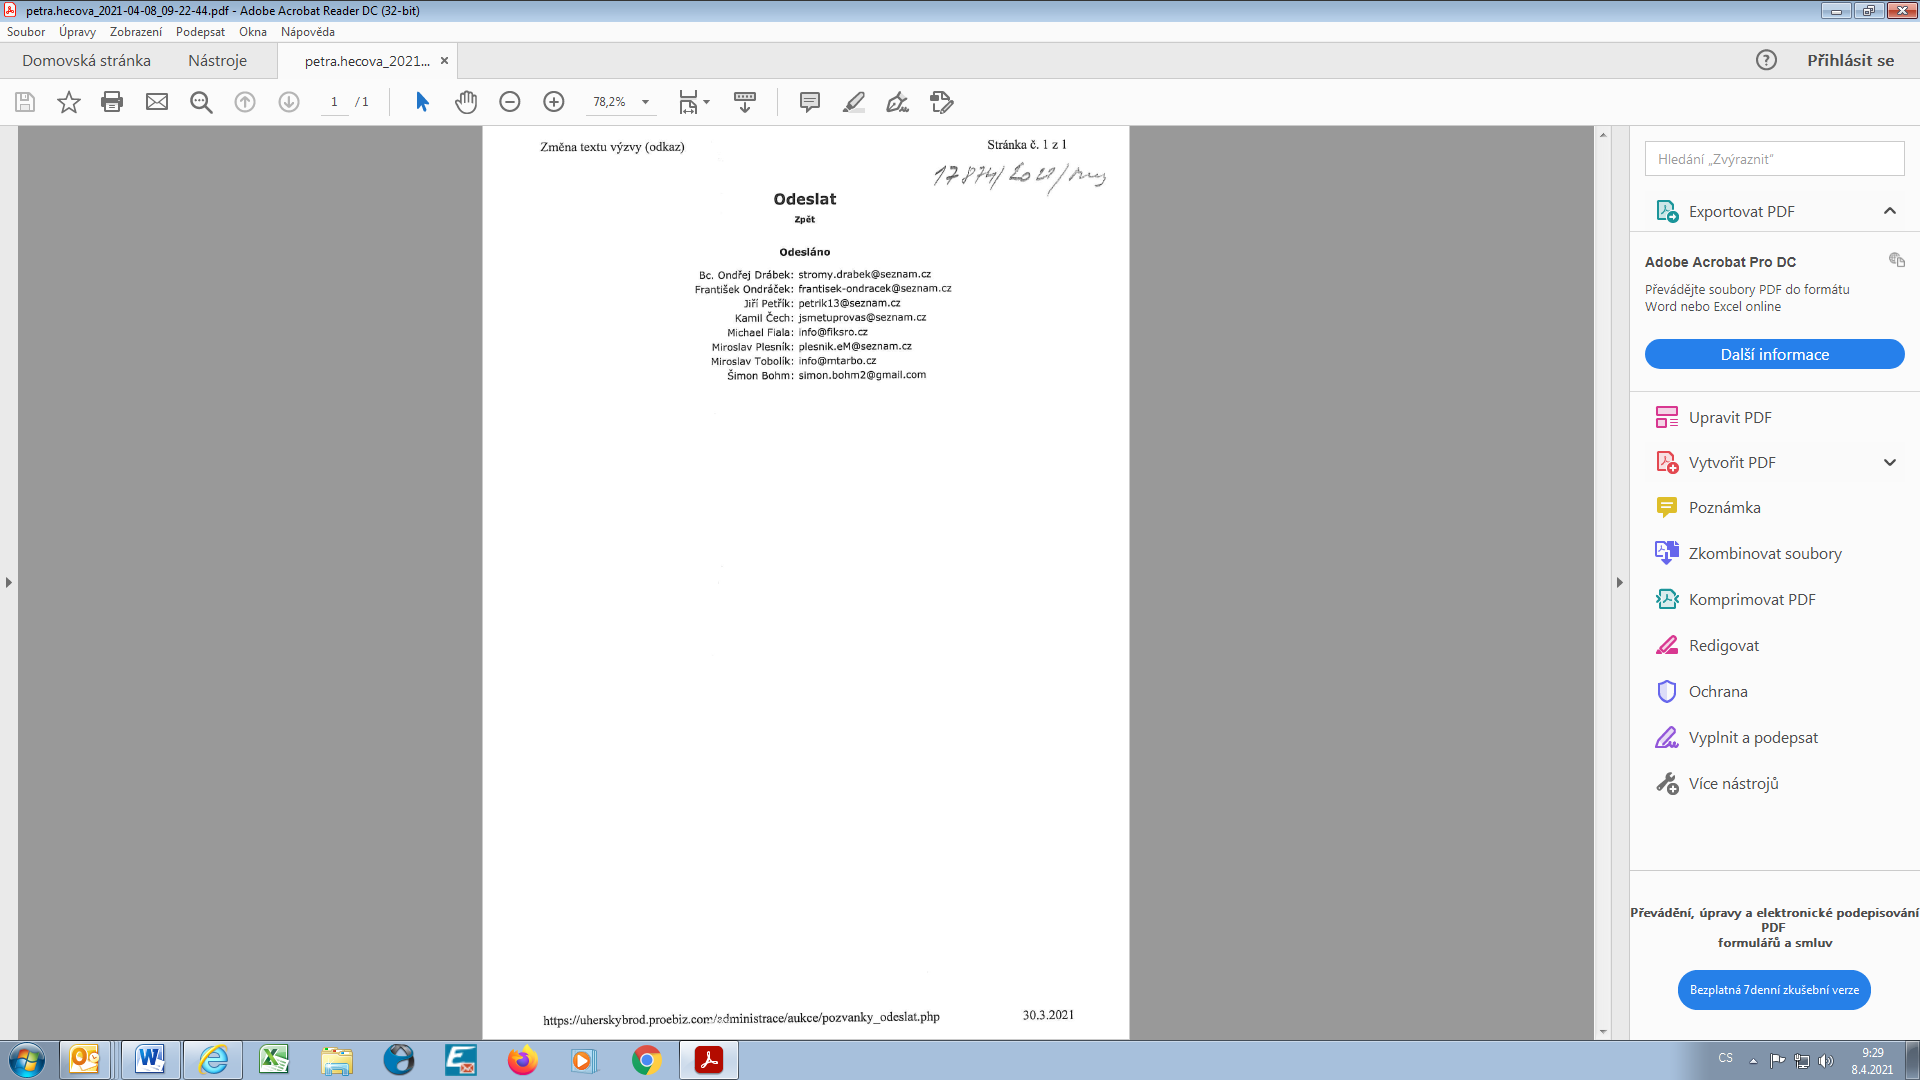 petra.hecova_2021-04-08_09-22-44.pdf - Adobe Acrobat Reader DC (32-bit)
Soubor Úpravy Zobrazení Podepsat Okna Nápověda
Domovská stránka Nástroje petra.hecova_2021... × Přihlásit se
1 / 1 78,2%
Změna textu výzvy (odkaz) Stránka č. 1 z 1
17874/2021/
Odeslat
Zpět
Odesláno
Bc. Ondřej Drábek: stromy.drabek@seznam.cz
František Ondráček: frantisek-ondracek@seznam.cz
Jiří Petřík: petrik13@seznam.cz
Kamil Čech: jsmetuprovas@seznam.cz
Michael Fiala: info@fiksro.cz
Miroslav Plesník: plesnik.eM@seznam.cz
Miroslav Tobolík: info@mtarbo.cz
Šimon Bohm: simon.bohm2@gmail.com
https://uherskybrod.proebiz.com/administrace/aukce/pozvanky_odeslat.php 30.3.2021
Hledání „Zvýraznit“
Exportovat PDF
Adobe Acrobat Pro DC
Převádějte soubory PDF do formátu
Word nebo Excel online
Další informace
Upravit PDF
Vytvořit PDF
Poznámka
Zkombinovat soubory
Komprimovat PDF
Redigovat
Ochrana
Vyplnit a podepsat
Více nástrojů
Převádění, úpravy a elektronické podepisování
PDF
formulářů a smluv
Bezplatná 7denní zkušební verze
CS 9:29
8.4.2021